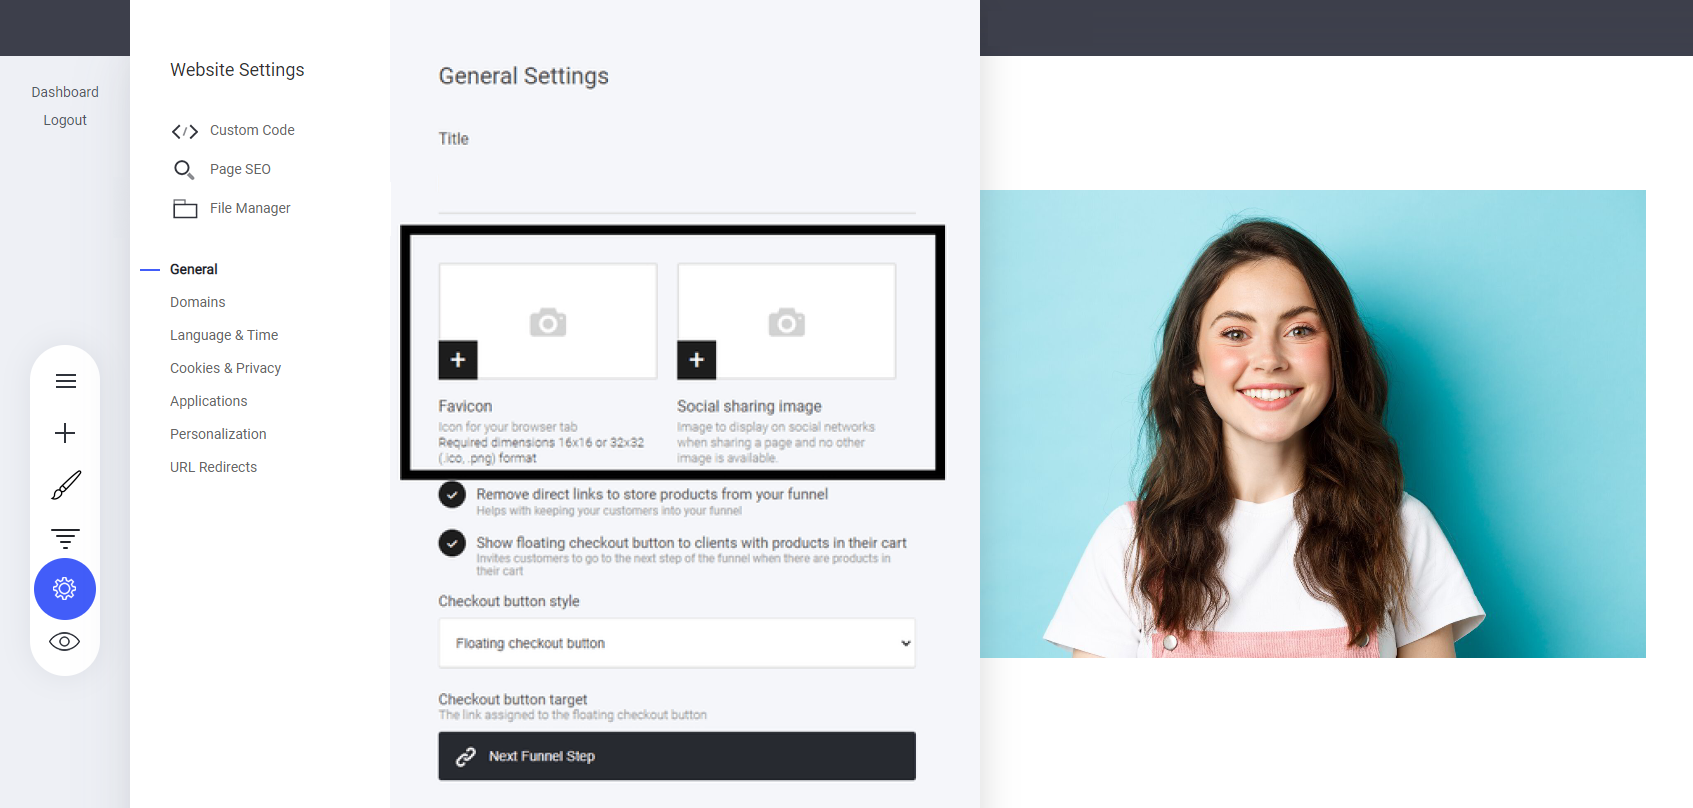 Dashboard
Logout
Website Settings
Custom Code
Page SEO
File Manager
General
Domains
Language & Time
Cookies & Privacy
Applications
Personalization
URL Redirects
General Settings
Title
Favicon
Icon for your browser tab
Required dimensions 16x16 or 32x32
(.ico, .png) format
Social sharing image
Image to display on social networks
when sharing a page and no other
image is available.
Remove direct links to store products from your funnel
Helps with keeping your customers into your funnel
Show floating checkout button to clients with products in their cart
Invites customers to go to the next step of the funnel when there are products in
their cart
Checkout button style
Floating checkout button
Checkout button target
The link assigned to the floating checkout button
Next Funnel Step